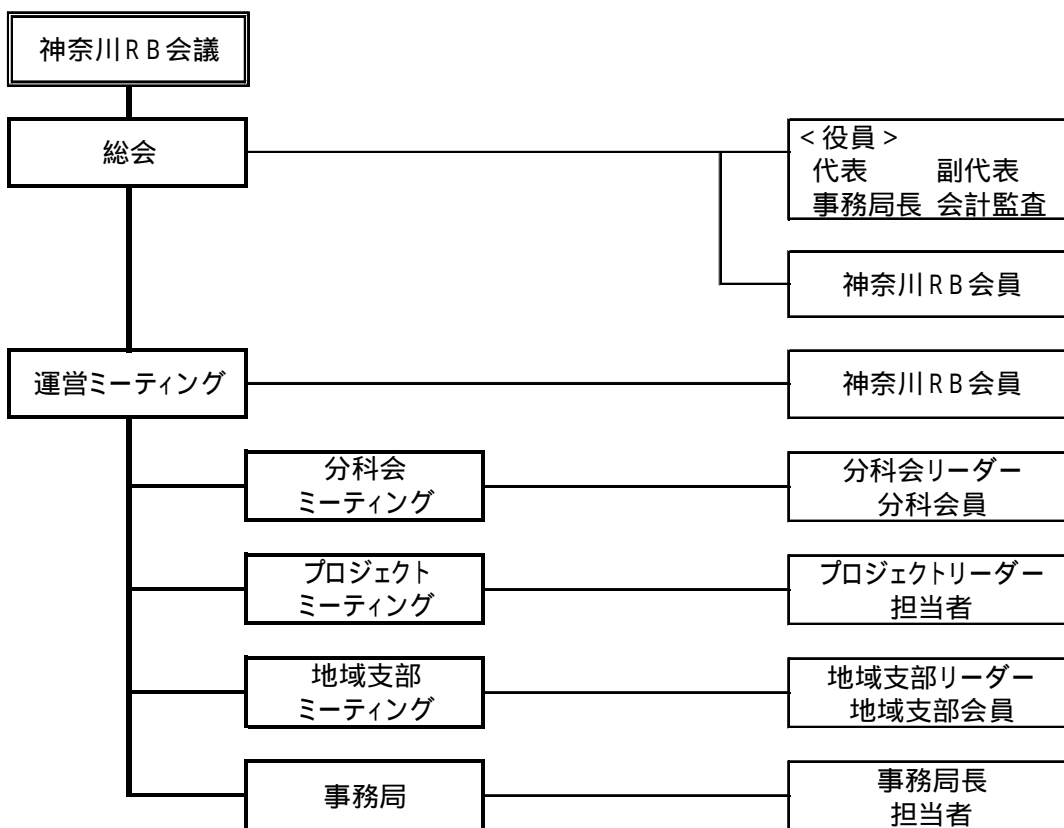 神奈川RB会議
総会
<役員>
代表 副代表
事務局長 会計監査
神奈川RB会員
運営ミーティング
神奈川RB会員
分科会
ミーティング
分科会リーダー
分科会員
プロジェクト
ミーティング
プロジェクトリーダー
担当者
地域支部
ミーティング
地域支部リーダー
地域支部会員
事務局
事務局長
担当者